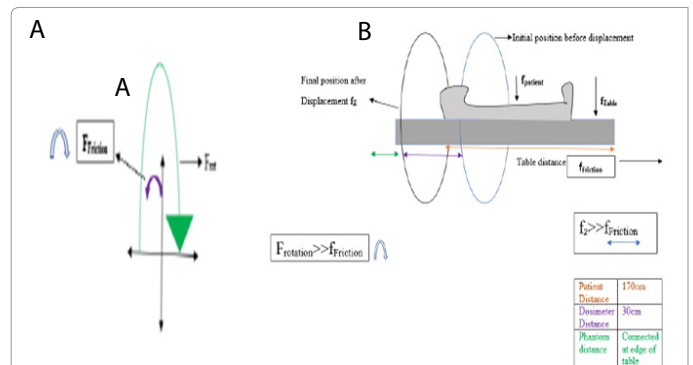 A
B
A
Initial position before displacement
Final position after
Displacement f2
fpatient
fTable
FFriction
Frot
Table distance
fFriction
Frotation>>fFriction
f2>>fFriction
Patient Distance
170cm
Dosimeter Distance
30cm
Phantom distance
Connected at edge of table